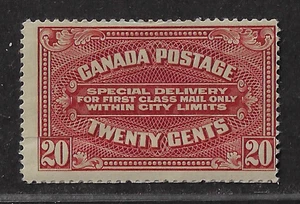 CANADA POSTAGE
SPECIAL DELIVERY
FOR FIRST CLASS MAIL ONLY
WITHIN CITY LIMITS
TWENTY CENTS
20 20